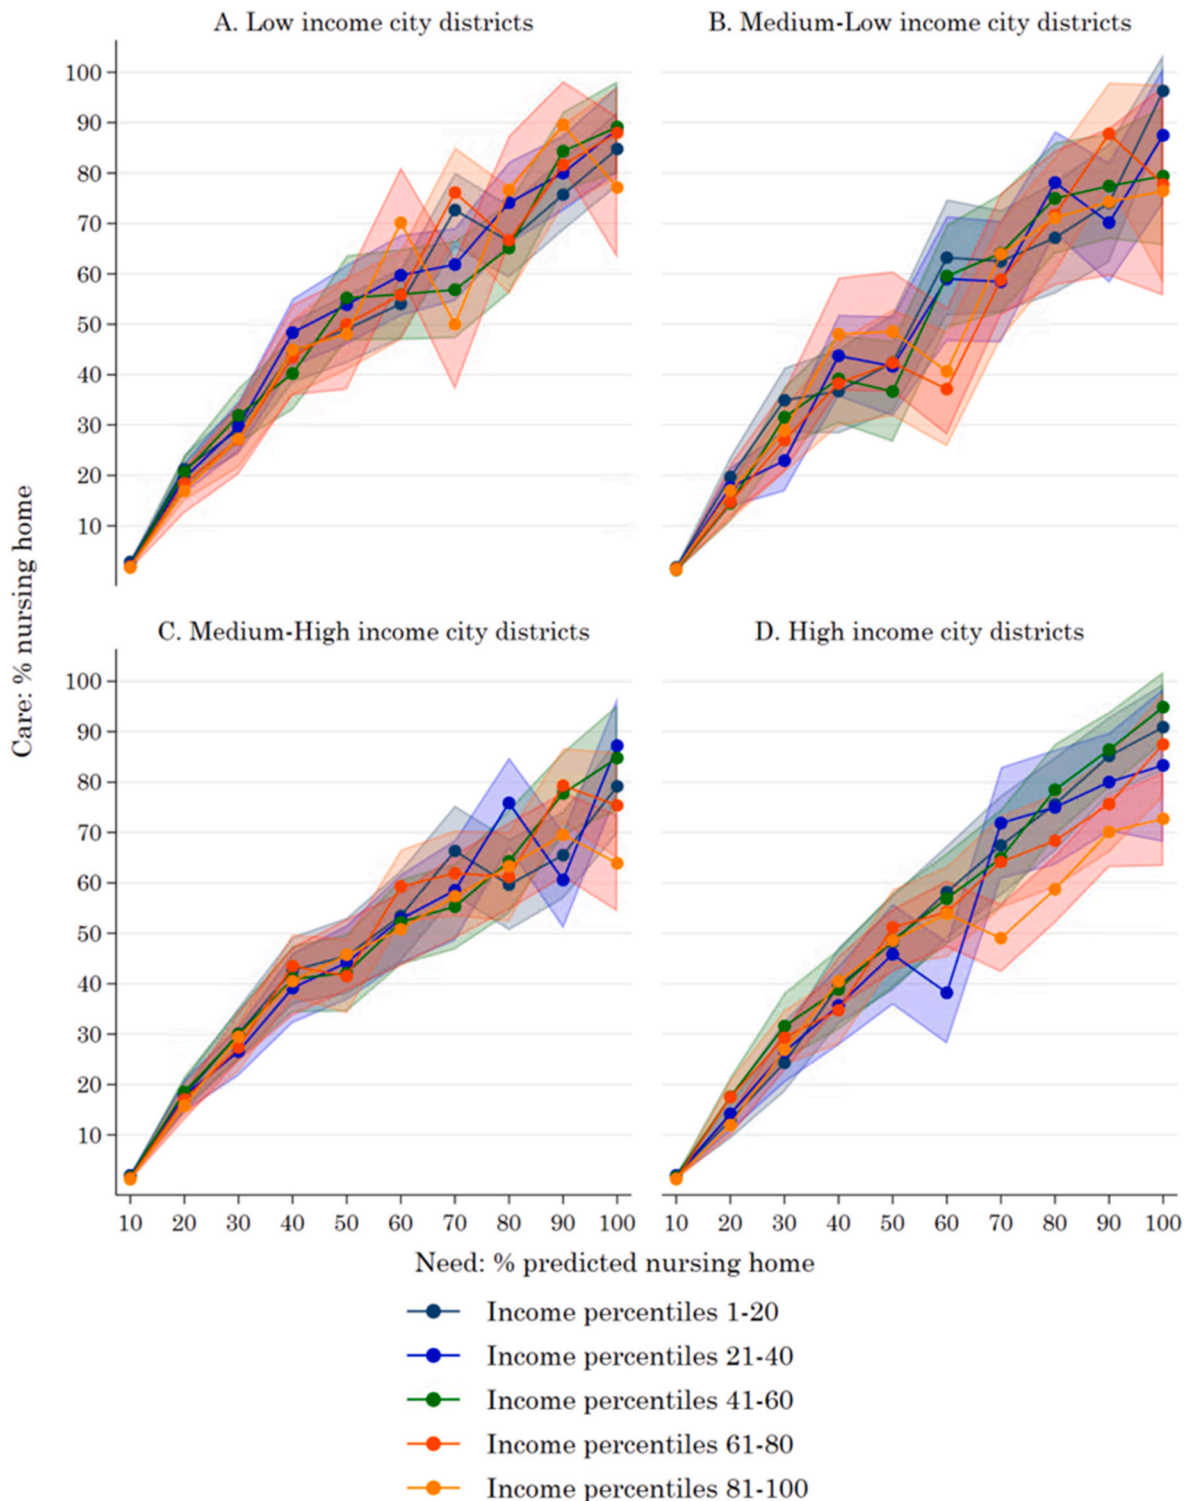 A. Low income city districts
B. Medium-Low income city districts
100
90
80
70
60
50
40
30
20
10
Care: % nursing home
C. Medium-High income city districts
D. High income city districts
100
90
80
70
60
50
40
30
20
10
10 20 30 40 50 60 70 80 90 100
10 20 30 40 50 60 70 80 90 100
Need: % predicted nursing home
Income percentiles 1-20
Income percentiles 21-40
Income percentiles 41-60
Income percentiles 61-80
Income percentiles 81-100